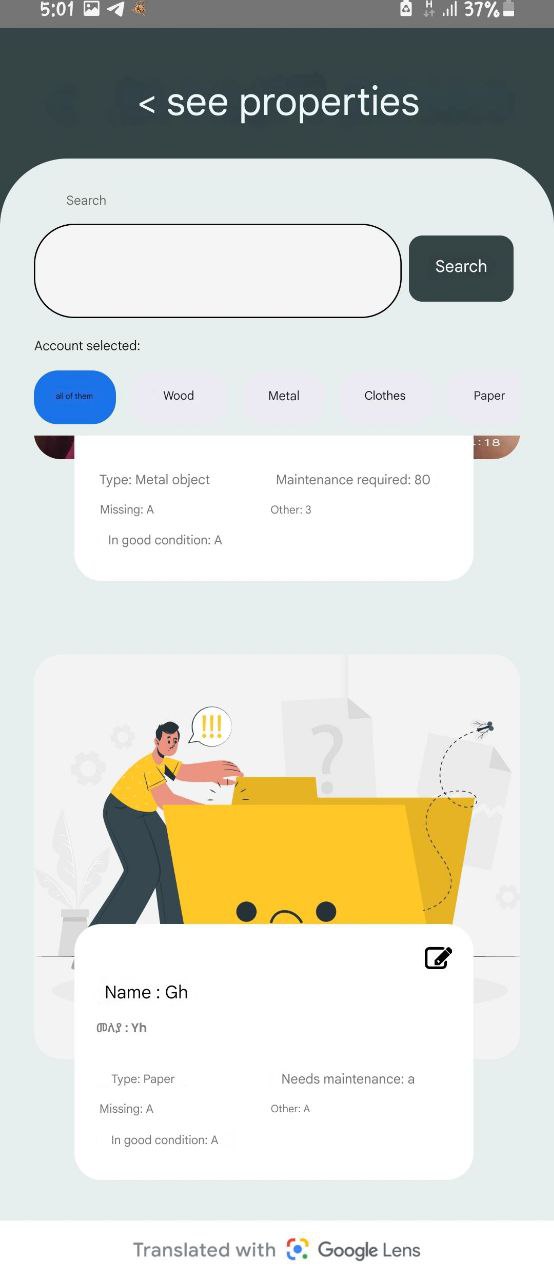 5:01 H 37%
< see properties
Search
Search
Account selected:
all of them Wood Metal Clothes Paper
:18
Type: Metal object Maintenance required: 80
Missing: A Other: 3
In good condition: A
!!!
?
Name : Gh
መለያ : Yh
Type: Paper Needs maintenance: a
Missing: A Other: A
In good condition: A
Translated with Google Lens